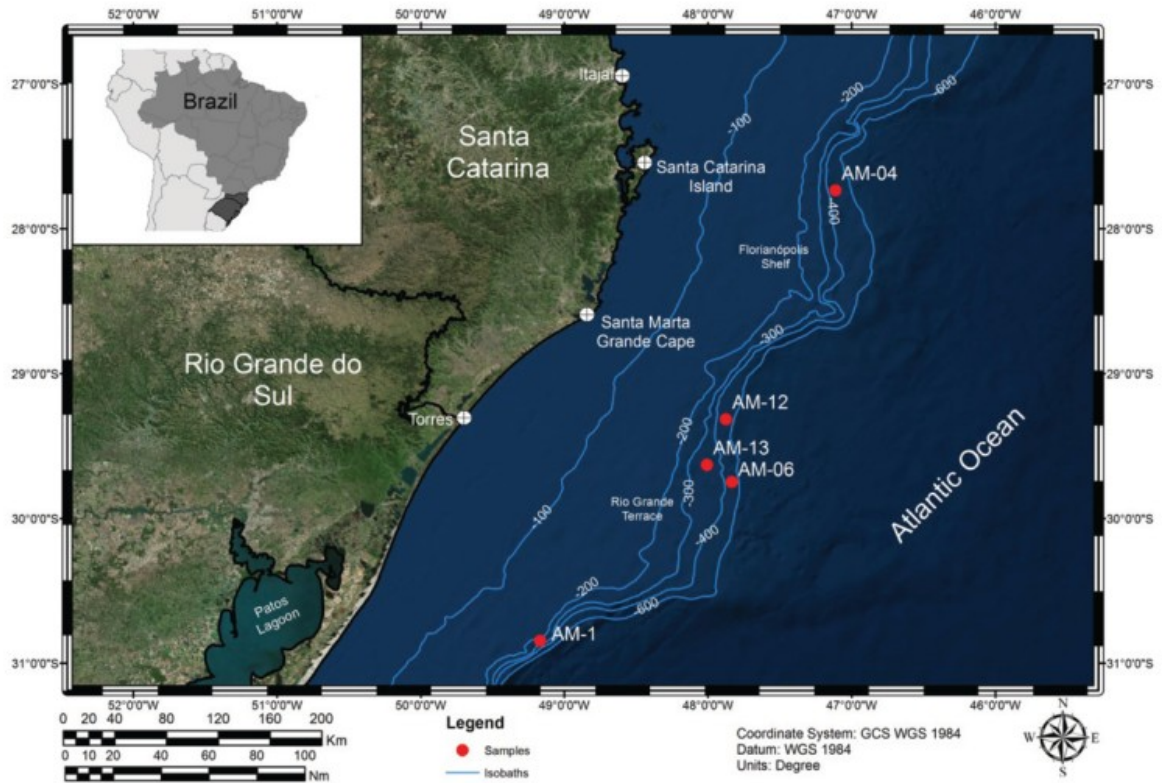 52°0'0"W 51°0'0"W 50°0'0"W 49°0'0"W 48°0'0"W 47°0'0"W 46°0'0"W
Brazil
27°0'0"S
Itajaí
-200
-600
27°0'0"S
-100
Santa
Catarina
Santa Catarina
Island
AM-04
-400
28°0'0"S
28°0'0"S
Florianópolis
Shelf
Santa Marta
Grande Cape
-300
29°0'0"S
29°0'0"S
Rio Grande do
Sul
Torres
-200
AM-12
AM-13
AM-06
-300
Rio Grande
Terrace
Atlantic Ocean
30°0'0"S
30°0'0"S
-100
-400
Patos
Lagoon
-200
-600
AM-1
31°0'0"S
31°0'0"S
52°0'0"W 51°0'0"W 50°0'0"W 49°0'0"W 48°0'0"W 47°0'0"W 46°0'0"W
0 20 40 80 120 160 200
Km
0 10 20 40 60 80 100
Nm
Legend
Samples
Isobaths
Coordinate System: GCS WGS 1984
Datum: WGS 1984
Units: Degree
N
W E
S